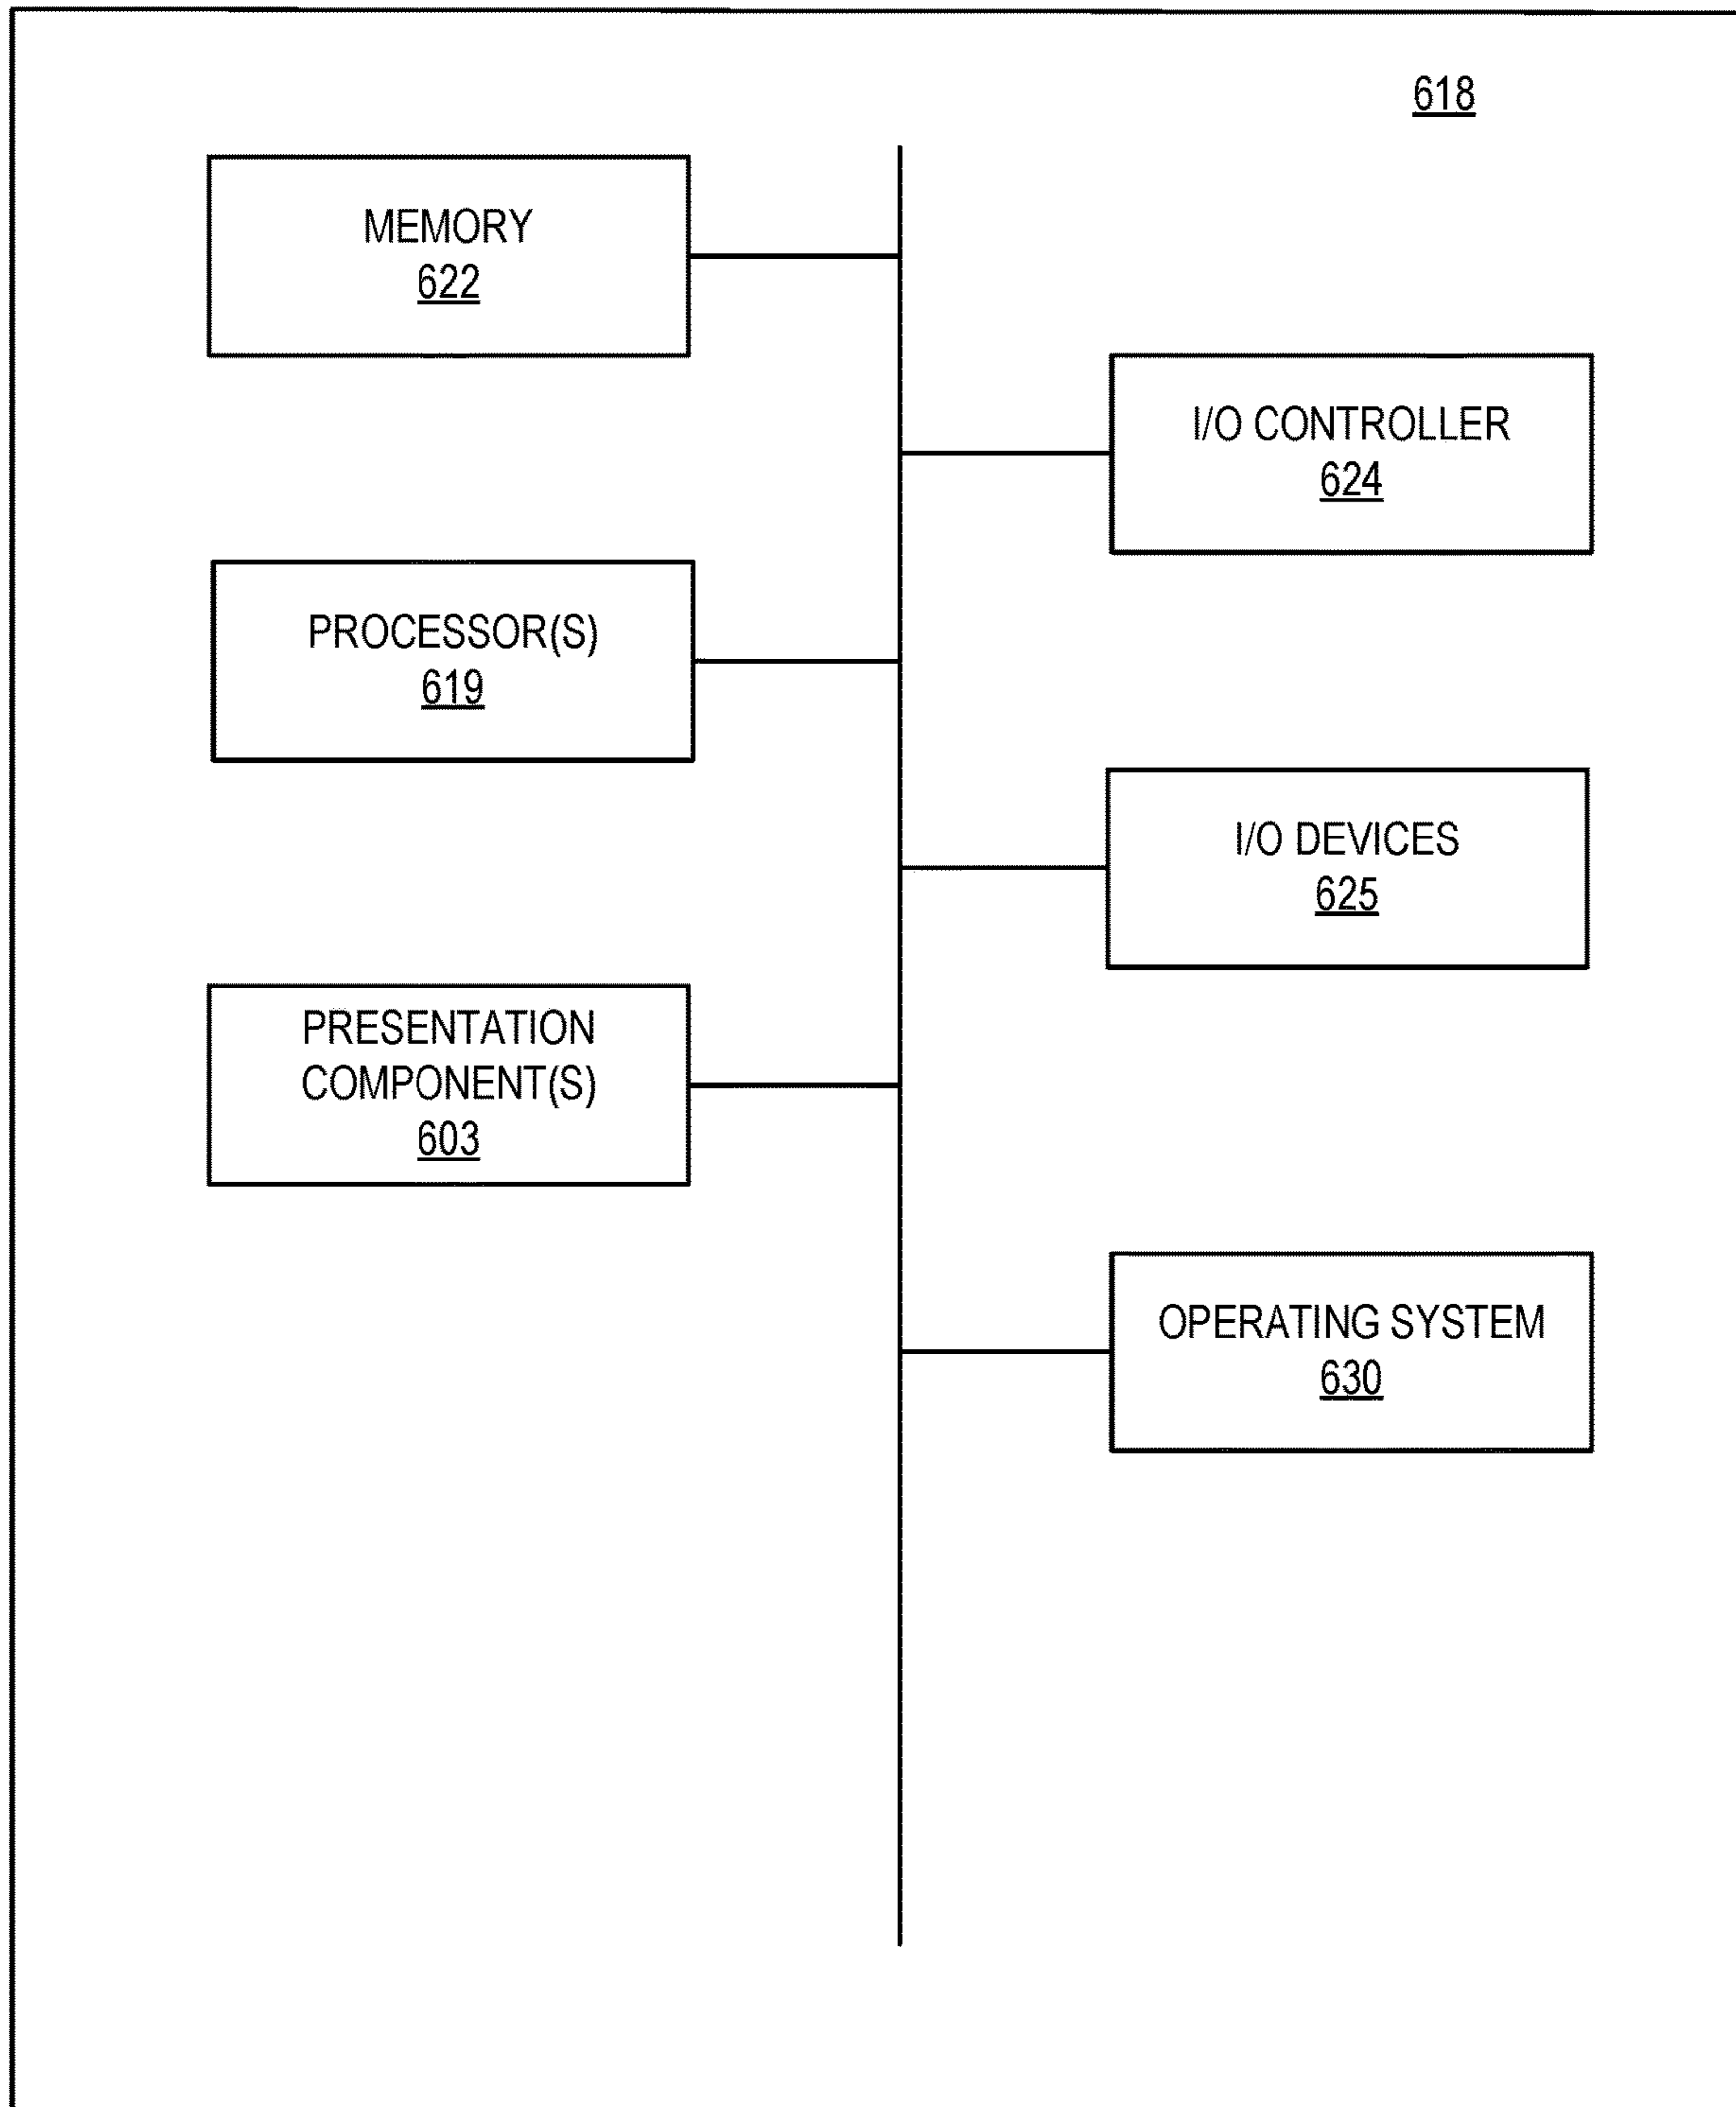 618
MEMORY
622
I/O CONTROLLER
624
PROCESSOR(S)
619
I/O DEVICES
625
PRESENTATION
COMPONENT(S)
603
OPERATING SYSTEM
630